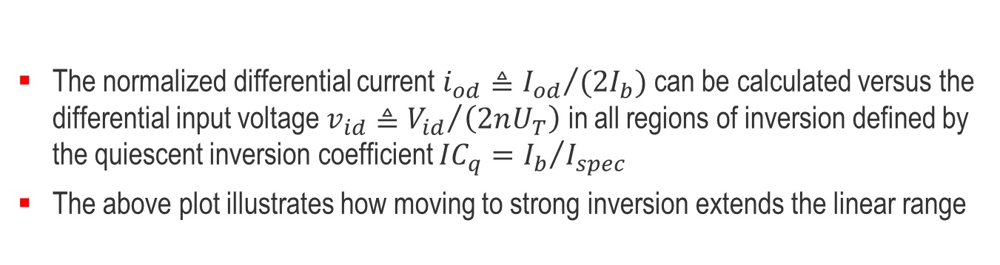 ▪ The normalized differential current i_{od} ≜ I_{od}/(2I_b) can be calculated versus the
differential input voltage v_{id} ≜ V_{id}/(2nU_T) in all regions of inversion defined by
the quiescent inversion coefficient IC_q = I_b/I_{spec}
▪ The above plot illustrates how moving to strong inversion extends the linear range